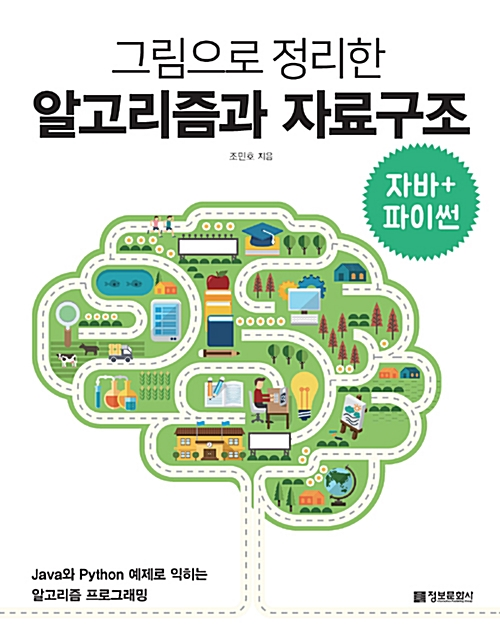 그림으로 정리한
알고리즘과 자료구조
조민호 지음
자바+
파이썬
Java와 Python 예제로 익히는
알고리즘 프로그래밍
정보문화사